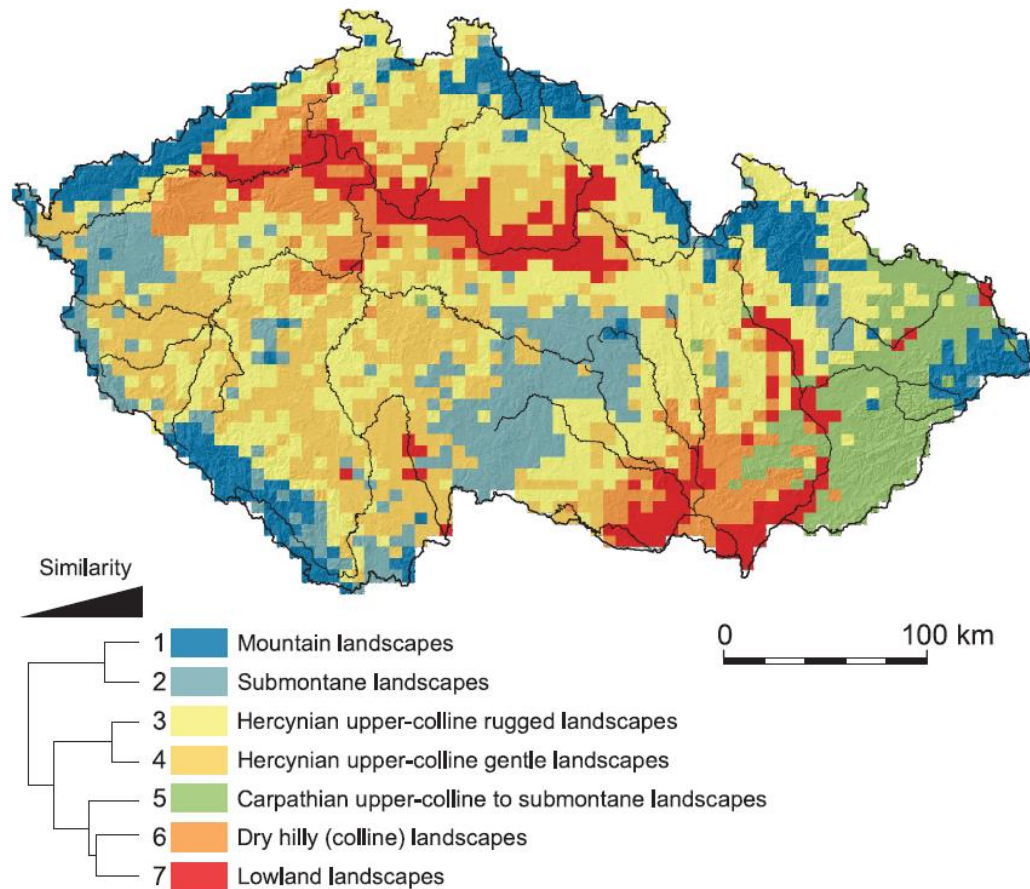 Similarity
0 100 km
1 Mountain landscapes
2 Submontane landscapes
3 Hercynian upper-colline rugged landscapes
4 Hercynian upper-colline gentle landscapes
5 Carpathian upper-colline to submontane landscapes
6 Dry hilly (colline) landscapes
7 Lowland landscapes